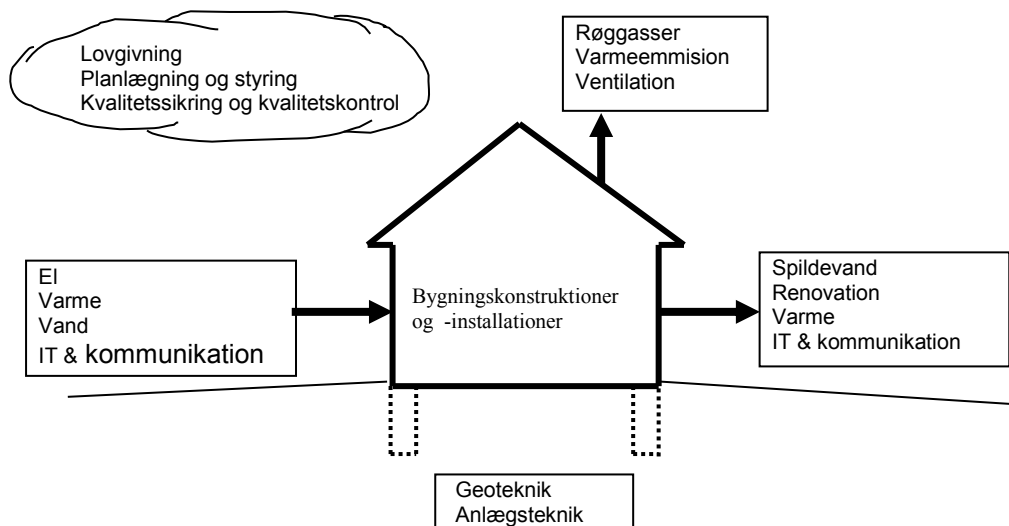 Lovgivning
Planlægning og styring
Kvalitetssikring og kvalitetskontrol
Røggasser
Varmeemmision
Ventilation
El
Varme
Vand
IT & kommunikation
Bygningskonstruktioner
og -installationer
Spildevand
Renovation
Varme
IT & kommunikation
Geoteknik
Anlægsteknik